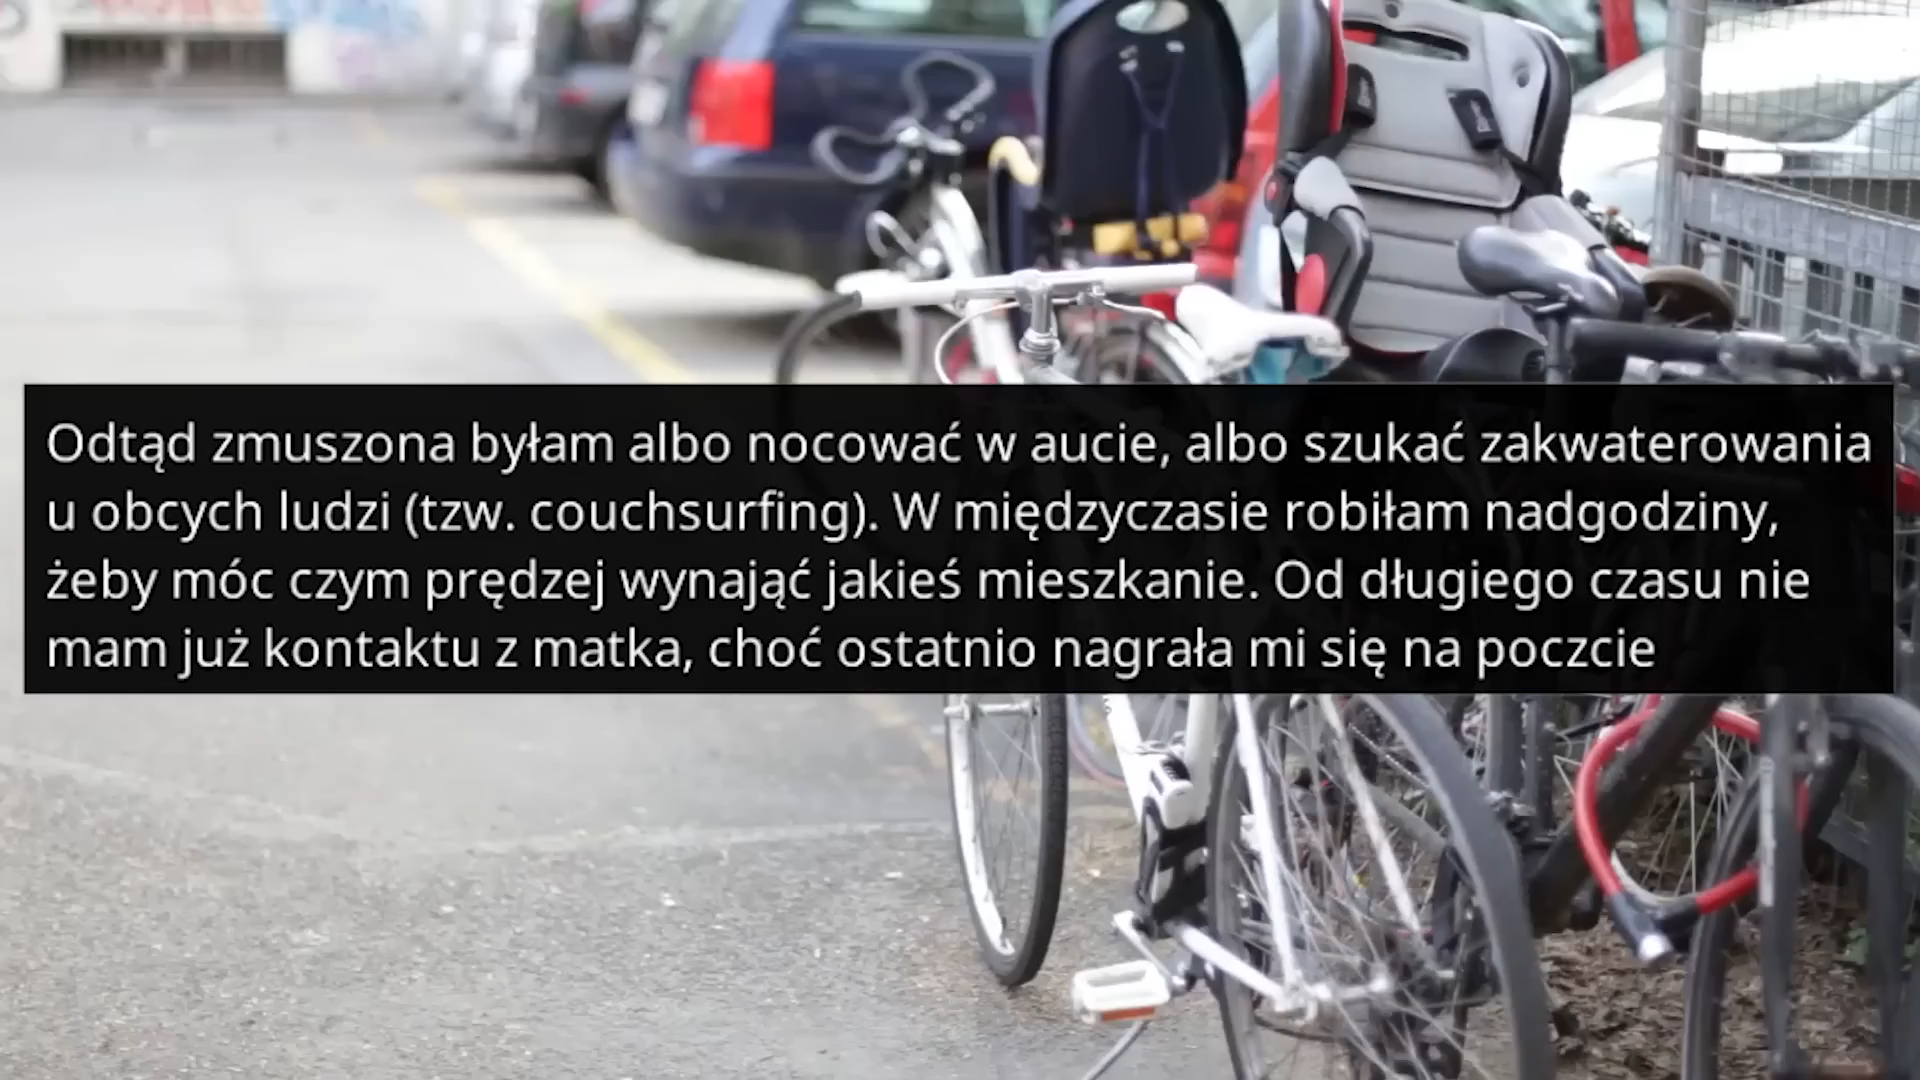 Odtąd zmuszona byłam albo nocować w aucie, albo szukać zakwaterowania
u obcych ludzi (tzw. couchsurfing). W międzyczasie robiłam nadgodziny,
żeby móc czym prędzej wynająć jakieś mieszkanie. Od długiego czasu nie
mam już kontaktu z matka, choć ostatnio nagrała mi się na poczcie